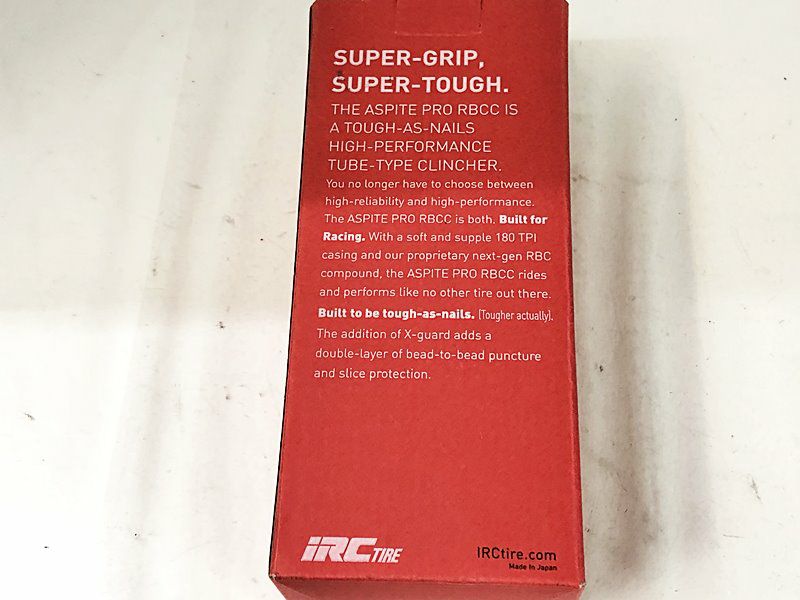 SUPER-GRIP,
SUPER-TOUGH.
THE ASPITE PRO RBCC IS
A TOUGH-AS-NAILS
HIGH-PERFORMANCE
TUBE-TYPE CLINCHER.
You no longer have to choose between
high-reliability and high-performance.
The ASPITE PRO RBCC is both. Built for
Racing. With a soft and supple 180 TPI
casing and our proprietary next-gen RBC
compound, the ASPITE PRO RBCC rides
and performs like no other tire out there.
Built to be tough-as-nails. (Tougher actually).
The addition of X-guard adds a
double-layer of bead-to-bead puncture
and slice protection.
iRC TIRE
IRCtire.com
Made In Japan